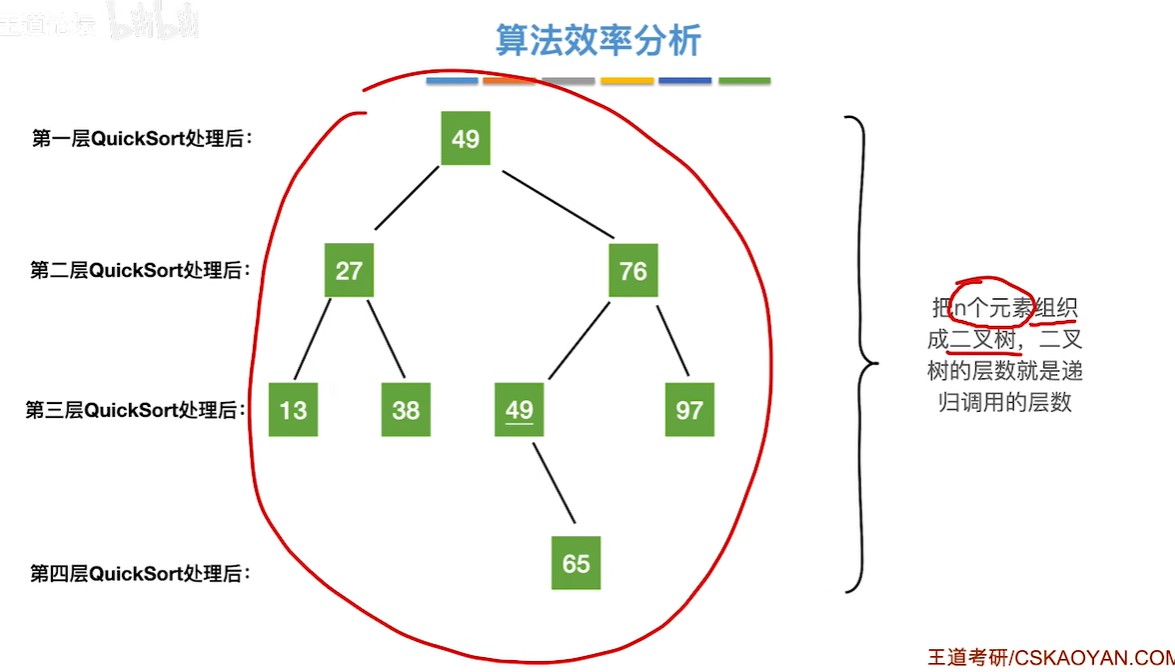 王道论坛 bilibili
算法效率分析
第一层QuickSort处理后：
49
第二层QuickSort处理后：
27
76
第三层QuickSort处理后：
13
38
49
97
第四层QuickSort处理后：
65
把n个元素组织
成二叉树，二叉
树的层数就是递
归调用的层数
王道考研/CSKAOYAN.COM